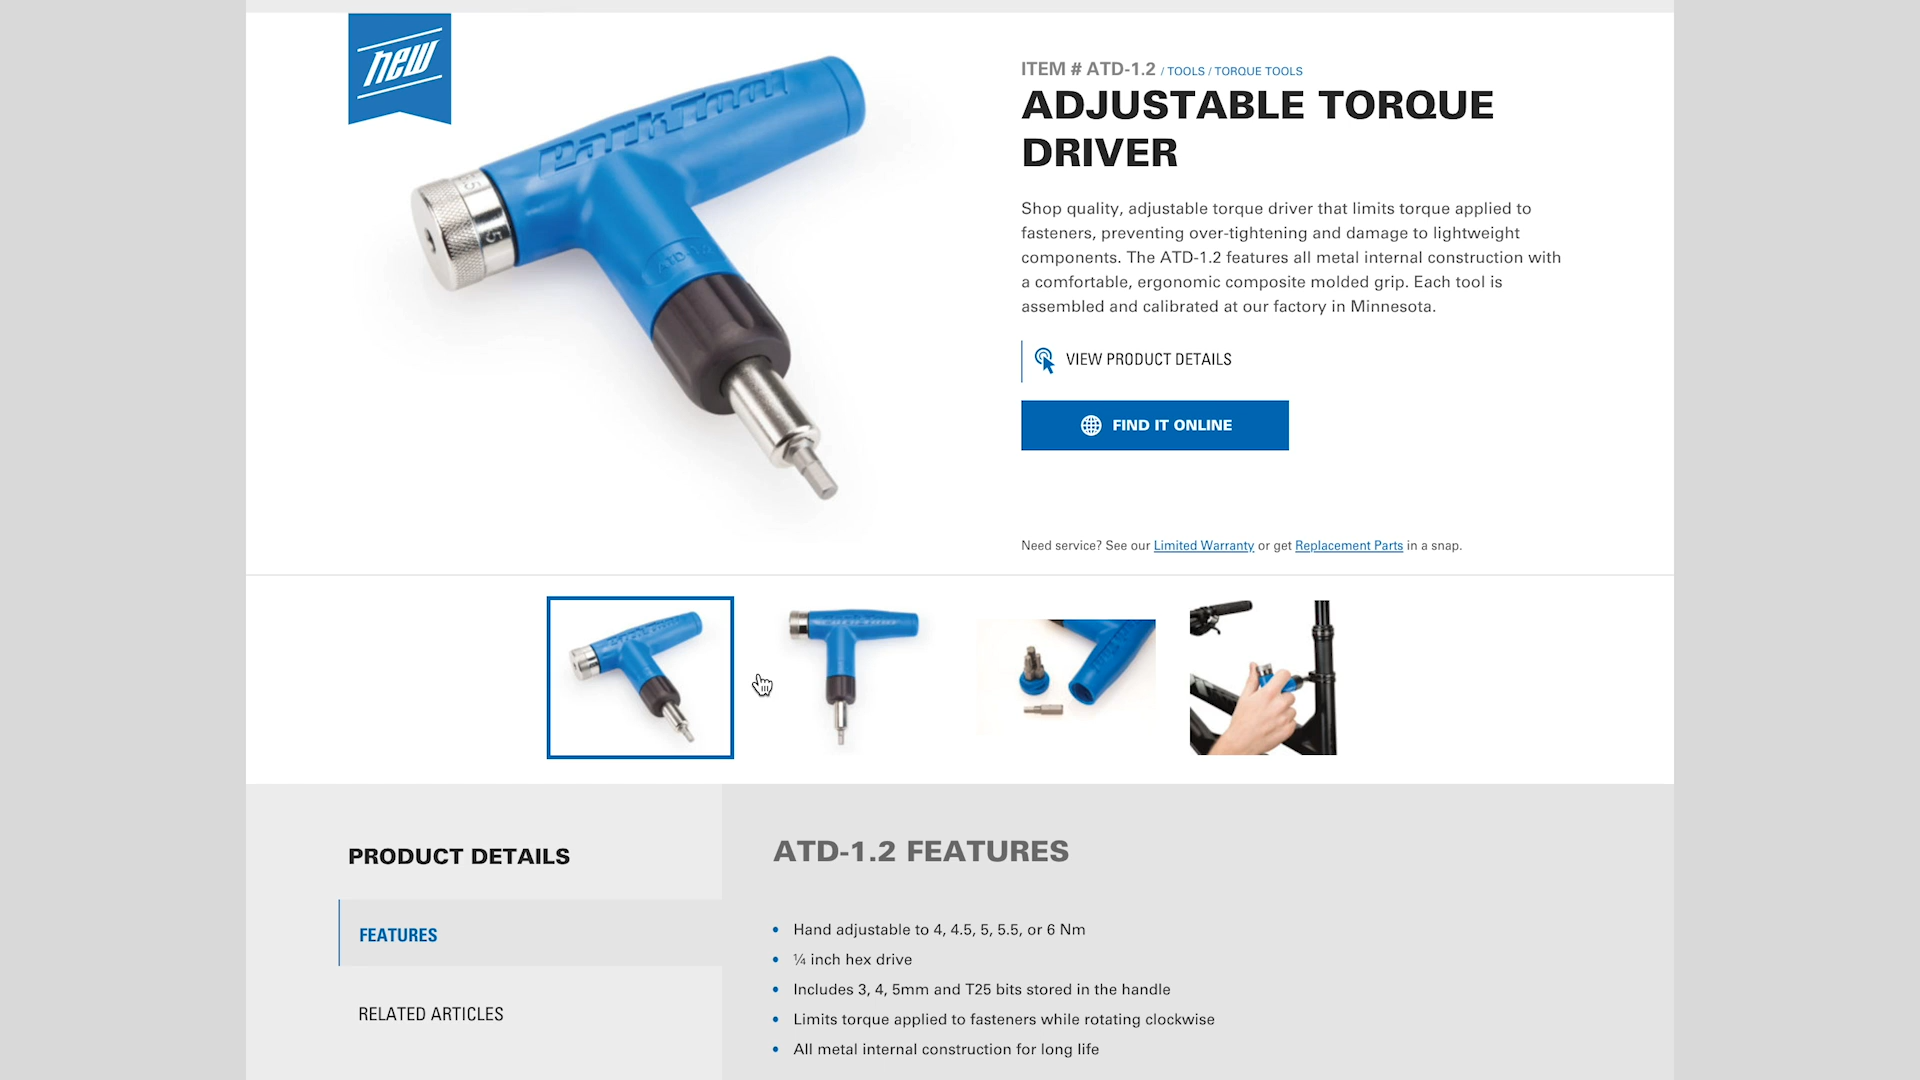 new
ParkTool
5
ATD-1.2
ITEM # ATD-1.2 / TOOLS / TORQUE TOOLS
ADJUSTABLE TORQUE
DRIVER
Shop quality, adjustable torque driver that limits torque applied to
fasteners, preventing over-tightening and damage to lightweight
components. The ATD-1.2 features all metal internal construction with
a comfortable, ergonomic composite molded grip. Each tool is
assembled and calibrated at our factory in Minnesota.
VIEW PRODUCT DETAILS
FIND IT ONLINE
Need service? See our Limited Warranty or get Replacement Parts in a snap.
PRODUCT DETAILS
FEATURES
RELATED ARTICLES
ATD-1.2 FEATURES
• Hand adjustable to 4, 4.5, 5, 5.5, or 6 Nm
• ¼ inch hex drive
• Includes 3, 4, 5mm and T25 bits stored in the handle
• Limits torque applied to fasteners while rotating clockwise
• All metal internal construction for long life